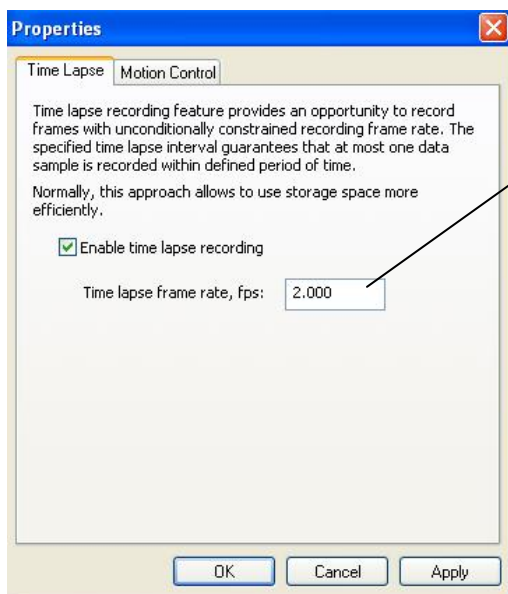 Properties
Time Lapse Motion Control
Time lapse recording feature provides an opportunity to record
frames with unconditionally constrained recording frame rate. The
specified time lapse interval guarantees that at most one data
sample is recorded within defined period of time.
Normally, this approach allows to use storage space more
efficiently.
Enable time lapse recording
Time lapse frame rate, fps: 2.000
OK Cancel Apply